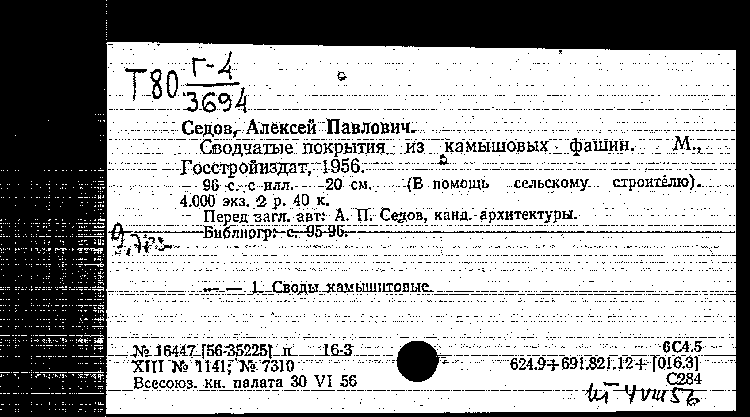 Т80 Г-4
3694
Седов, Алексей Павлович.
Сводчатые покрытия из камышовых фашин. М.,
Госстройиздат, 1956.
96 с. с илл. 20 см. (В помощь сельскому строителю).
4.000 экз. 2 р. 40 к.
Перед загл. авт: А. П. Седов, канд. архитектуры.
Библиогр: с. 95-96.
— — 1. Своды камышитовые.
№ 16447 [56-35225] п 16-3 6С4.5
XIII № 1141; № 7310 624.9+691.821.12+[016.3]
Всесоюз. кн. палата 30 VI 56 С284